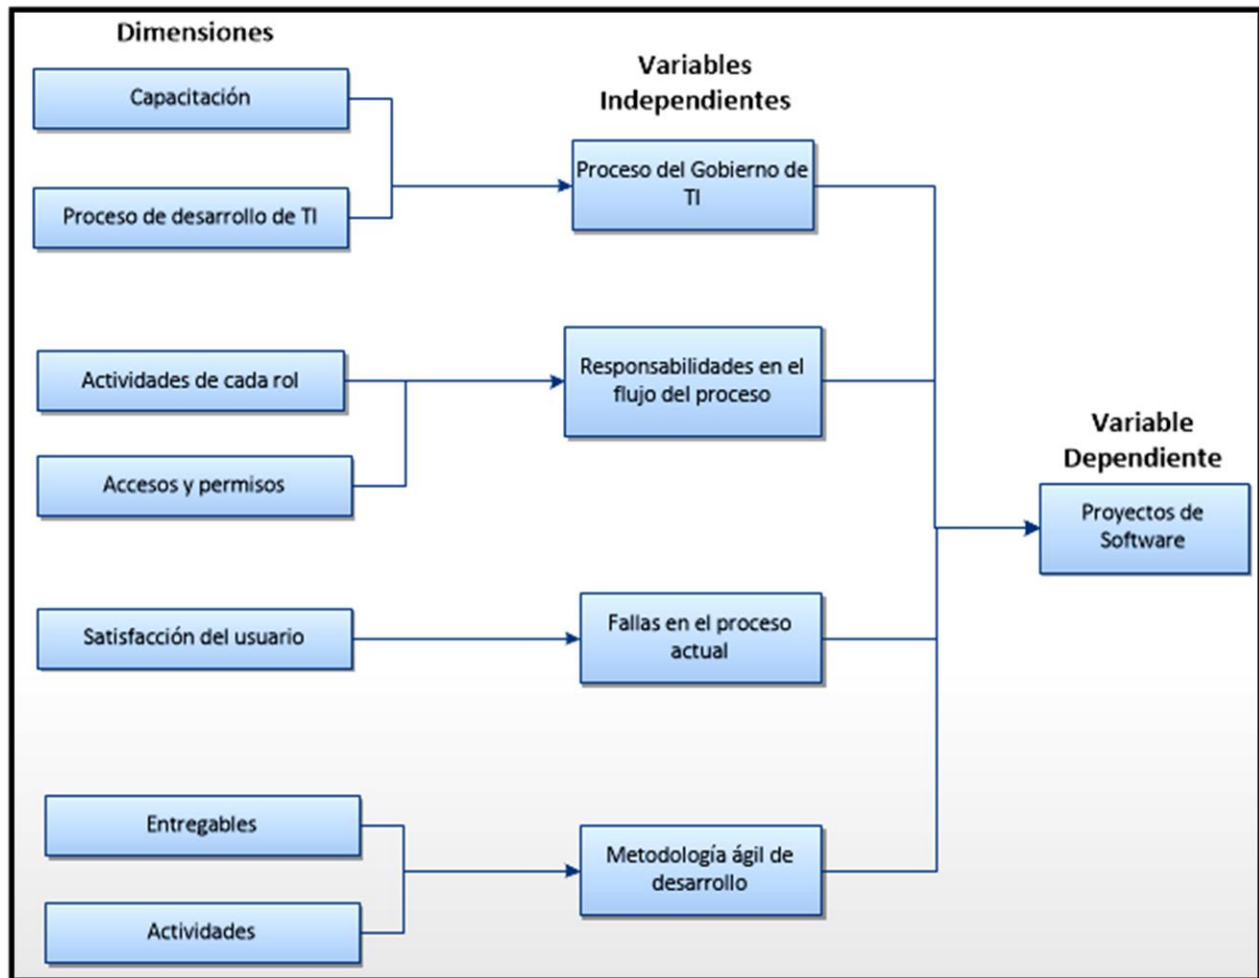 Dimensiones
Capacitación
Proceso de desarrollo de TI
Actividades de cada rol
Accesos y permisos
Satisfacción del usuario
Entregables
Actividades
Variables
Independientes
Proceso del Gobierno de
TI
Responsabilidades en el
flujo del proceso
Fallas en el proceso
actual
Metodología ágil de
desarrollo
Variable
Dependiente
Proyectos de
Software